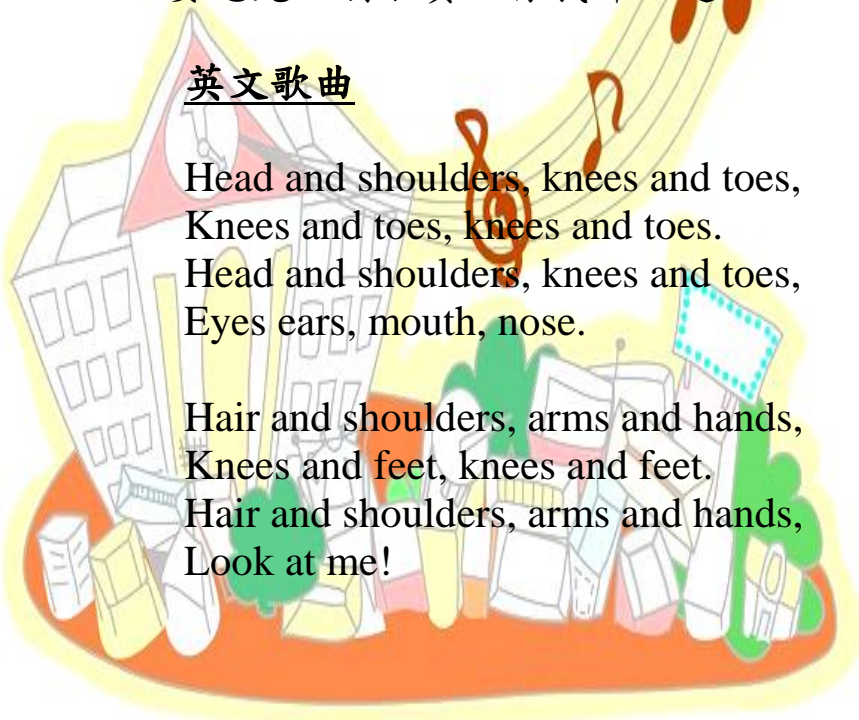 英文歌曲
Head and shoulders, knees and toes,
Knees and toes, knees and toes.
Head and shoulders, knees and toes,
Eyes ears, mouth, nose.
Hair and shoulders, arms and hands,
Knees and feet, knees and feet.
Hair and shoulders, arms and hands,
Look at me!